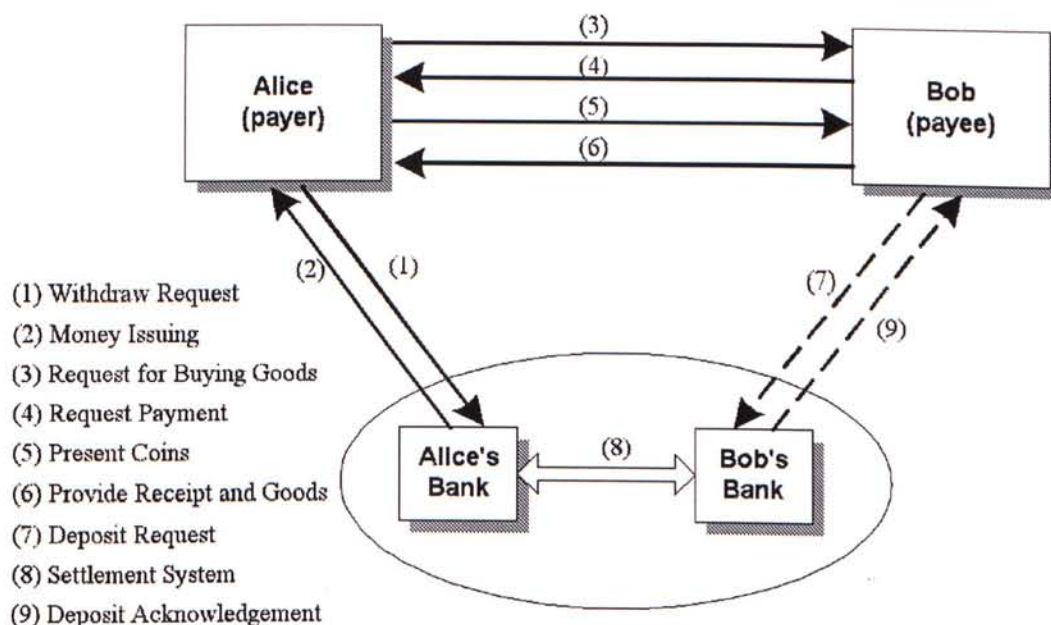 (3)
Alice
(payer)
(4)
(5)
(6)
Bob
(payee)
(2)
(1)
(7)
(9)
(1) Withdraw Request
(2) Money Issuing
(3) Request for Buying Goods
(4) Request Payment
(5) Present Coins
(6) Provide Receipt and Goods
(7) Deposit Request
(8) Settlement System
(9) Deposit Acknowledgement
Alice's
Bank
(8)
Bob's
Bank